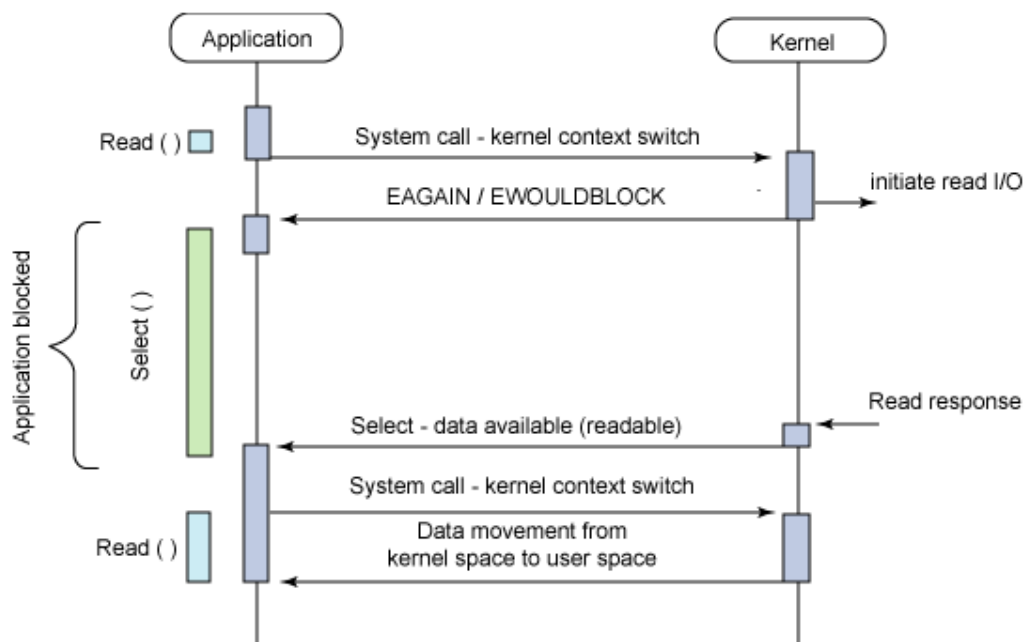 Application
Kernel
Read ( )
System call - kernel context switch
initiate read I/O
EAGAIN / EWOULDBLOCK
Application blocked
Select ( )
Read response
Select - data available (readable)
System call - kernel context switch
Read ( )
Data movement from
kernel space to user space